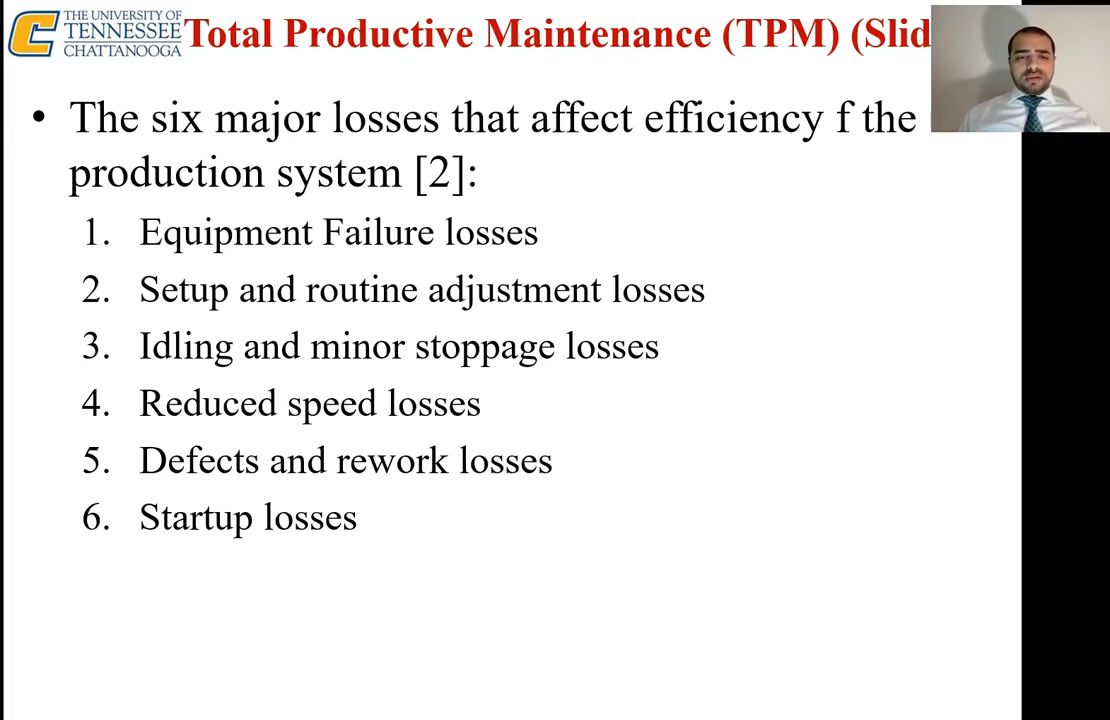 THE UNIVERSITY OF
TENNESSEE
CHATTANOOGA
Total Productive Maintenance (TPM) (Slid
• The six major losses that affect efficiency f the
production system [2]:
1. Equipment Failure losses
2. Setup and routine adjustment losses
3. Idling and minor stoppage losses
4. Reduced speed losses
5. Defects and rework losses
6. Startup losses